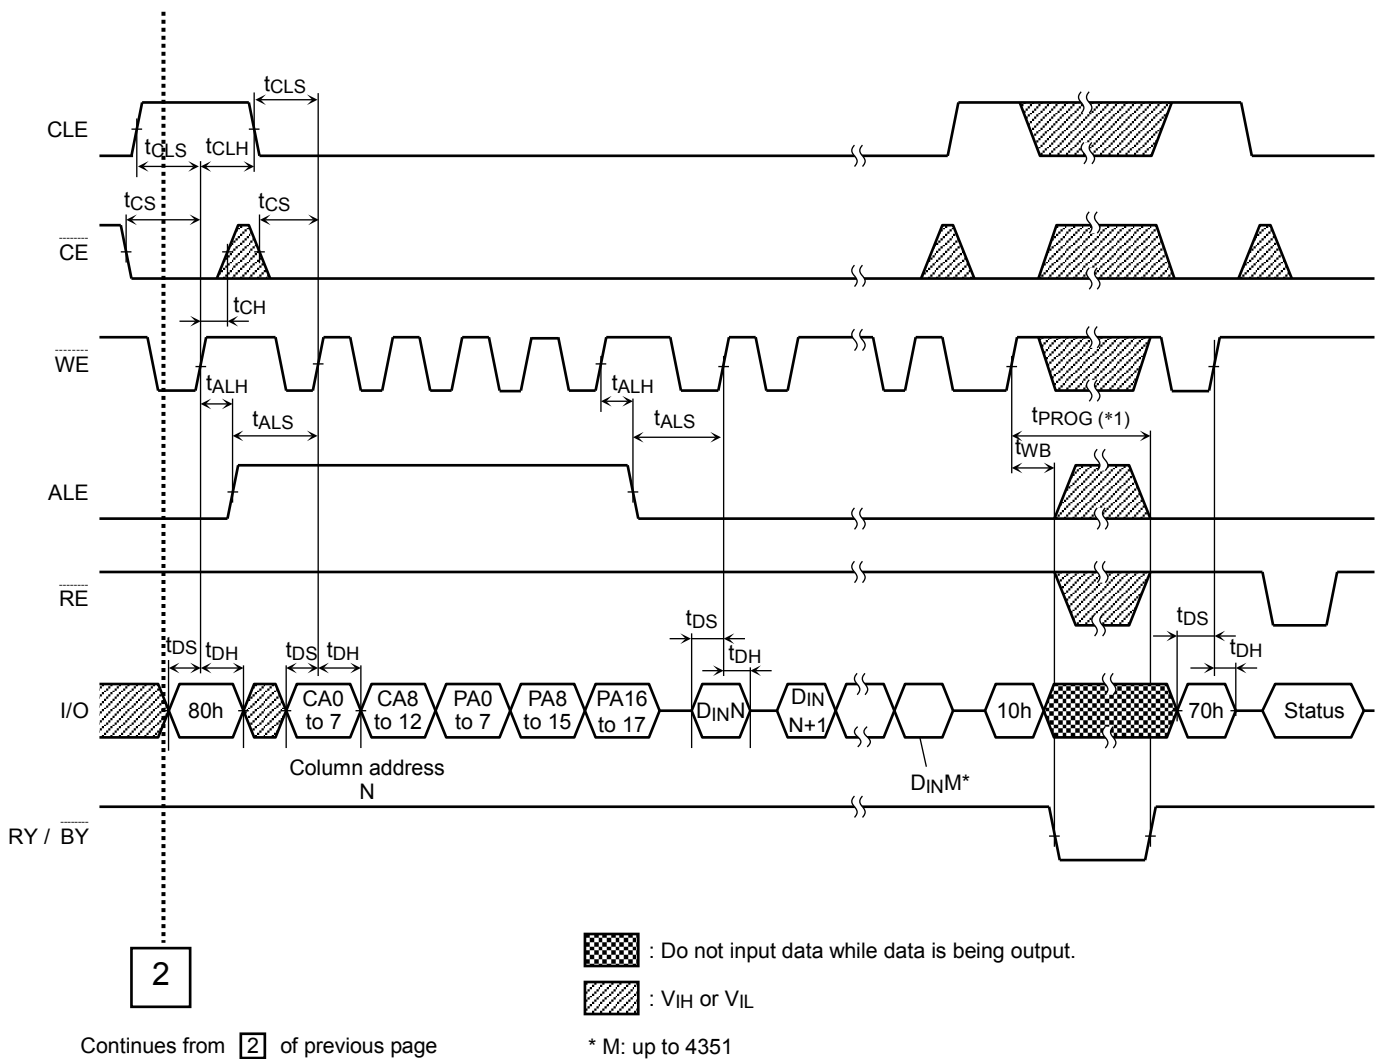 tCLS
CLE
tCLS tCLH
tCS tCS
CE
tCH
WE
tALH tALH
tALS tALS
tPROG (*1)
tWB
ALE
RE
tDS tDH tDS tDH tDS tDH tDS tDH
I/O
80h
CA0 to 7
CA8 to 12
PA0 to 7
PA8 to 15
PA16 to 17
DINN
DIN N+1
10h
70h
Status
Column address
N
DINM*
RY / BY
2
: Do not input data while data is being output.
: VIH or VIL
Continues from 2 of previous page
* M: up to 4351